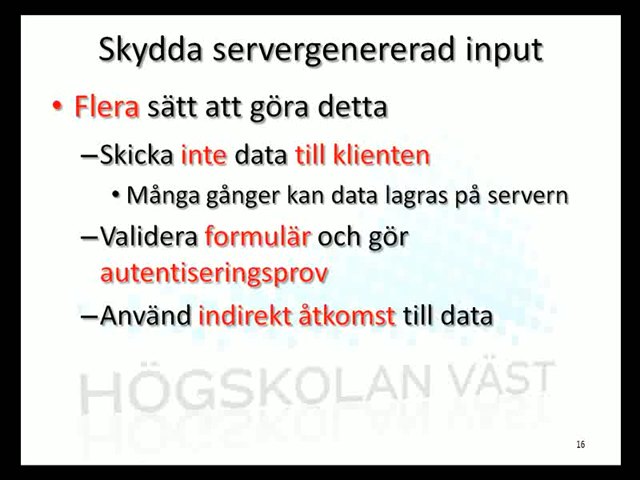 Skydda servergenererad input
• Flera sätt att göra detta
–Skicka inte data till klienten
• Många gånger kan data lagras på servern
–Validera formulär och gör
autentiseringsprov
–Använd indirekt åtkomst till data
HÖGSKOLAN VÄST
16